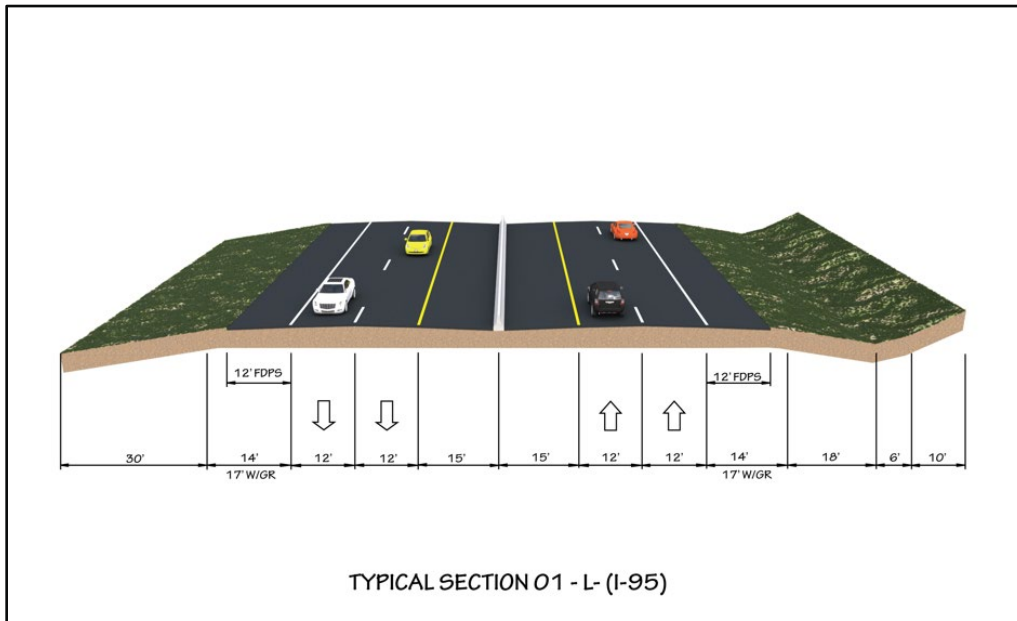 12' FDPS
12' FDPS
30'
14'
12'
12'
15'
15'
12'
12'
14'
18'
6'
10'
17' W/GR
17' W/GR
TYPICAL SECTION 01 - L- (I-95)